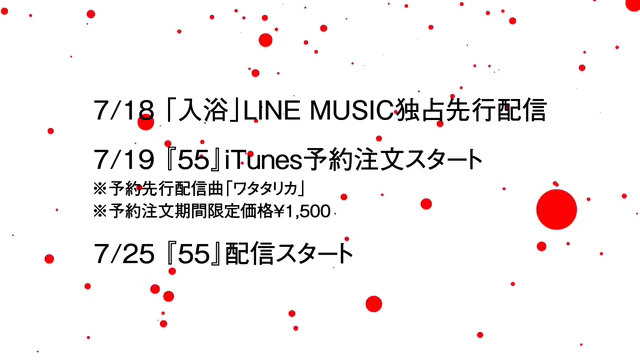 7/18 「入浴」LINE MUSIC独占先行配信
7/19 『55』iTunes予約注文スタート
※予約先行配信曲「ワタタリカ」
※予約注文期間限定価格¥1,500
7/25 『55』配信スタート